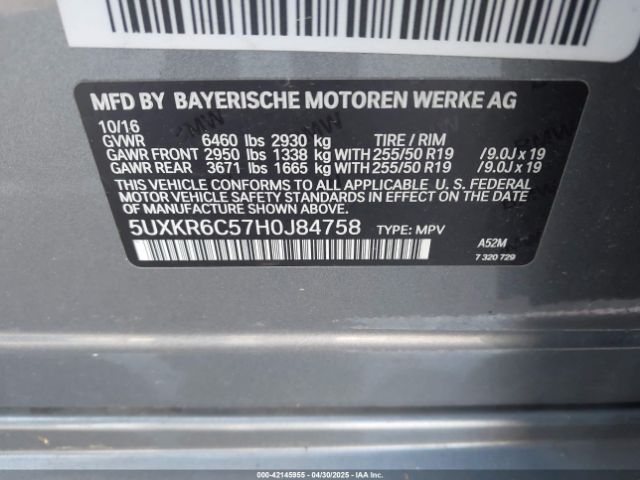 MFD BY BAYERISCHE MOTOREN WERKE AG
10/16
GVWR 6460 lbs 2930 kg TIRE / RIM
GAWR FRONT 2950 lbs 1338 kg WITH 255/50 R19 /9.0J x 19
GAWR REAR 3671 lbs 1665 kg WITH 255/50 R19 /9.0J x 19
THIS VEHICLE CONFORMS TO ALL APPLICABLE U. S. FEDERAL
MOTOR VEHICLE SAFETY STANDARDS IN EFFECT ON THE DATE
OF MANUFACTURE SHOWN ABOVE.
5UXKR6C57H0J84758 TYPE: MPV A52M
7 320 729
000-42145955 04/30/2025 IAAI.COM